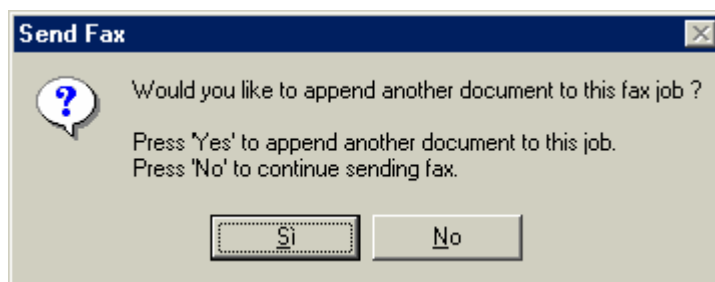 Send Fax
Would you like to append another document to this fax job ?
Press 'Yes' to append another document to this job.
Press 'No' to continue sending fax.
Sì
No